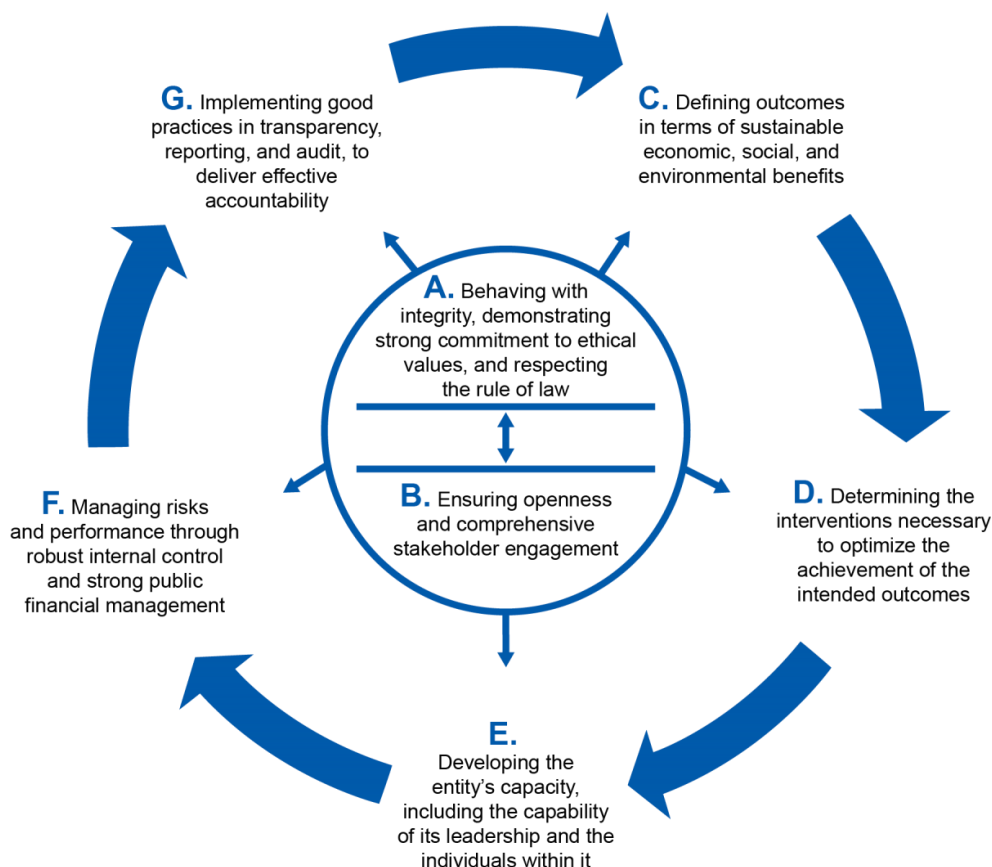 G. Implementing good
practices in transparency,
reporting, and audit, to
deliver effective
accountability
C. Defining outcomes
in terms of sustainable
economic, social, and
environmental benefits
A. Behaving with
integrity, demonstrating
strong commitment to ethical
values, and respecting
the rule of law
B. Ensuring openness
and comprehensive
stakeholder engagement
F. Managing risks
and performance through
robust internal control
and strong public
financial management
D. Determining the
interventions necessary
to optimize the
achievement of the
intended outcomes
E.
Developing the
entity’s capacity,
including the capability
of its leadership and the
individuals within it